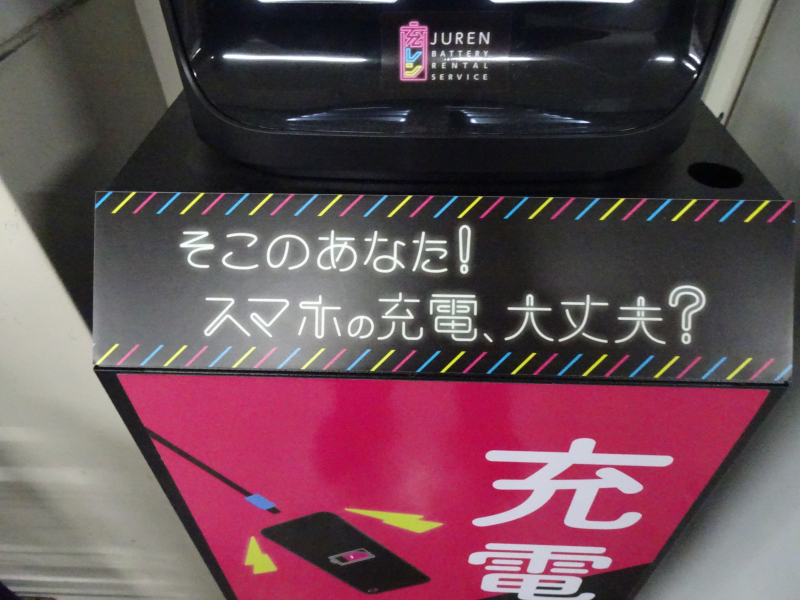 充レン
JUREN
BATTERY
RENTAL
SERVICE
そこのあなた!
スマホの充電、大丈夫?
充電